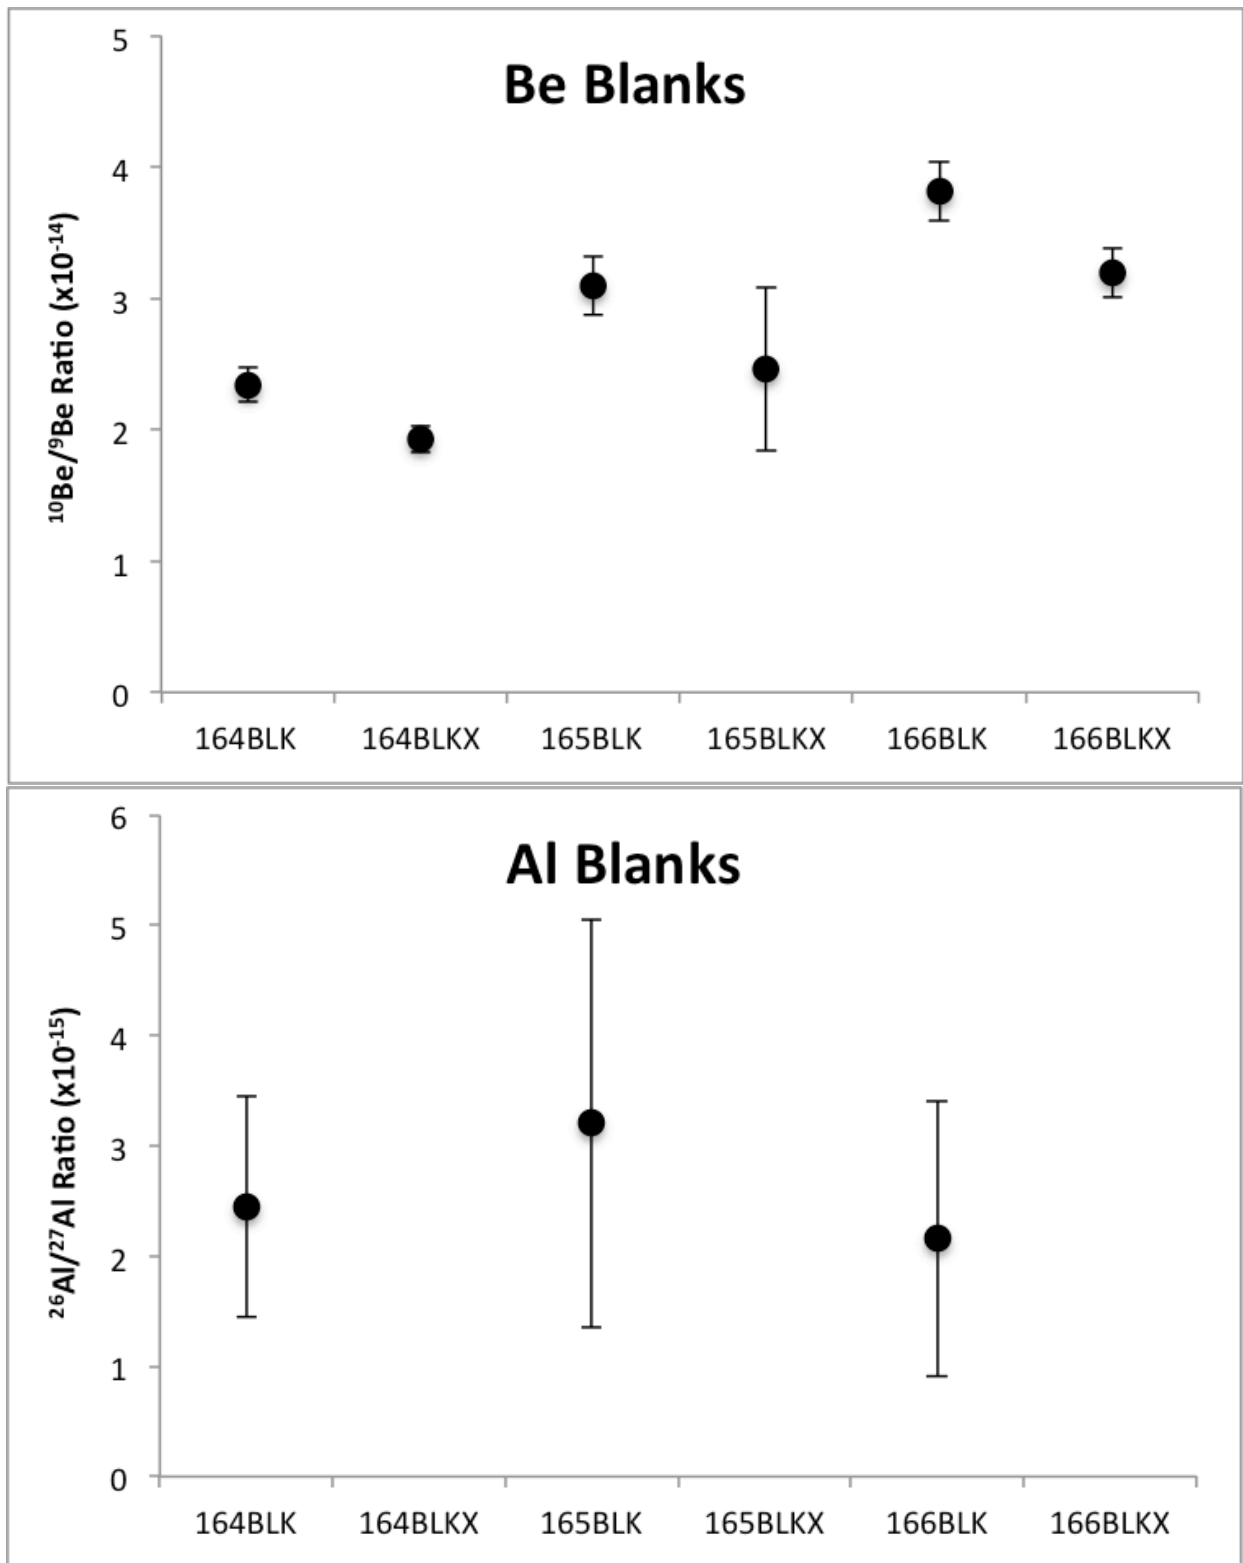 Be Blanks
5
4
3
2
1
0
¹⁰Be/⁹Be Ratio (x10⁻¹⁴)
164BLK 164BLKX 165BLK 165BLKX 166BLK 166BLKX
Al Blanks
6
5
4
3
2
1
0
²⁶Al/²⁷Al Ratio (x10⁻¹⁵)
164BLK 164BLKX 165BLK 165BLKX 166BLK 166BLKX